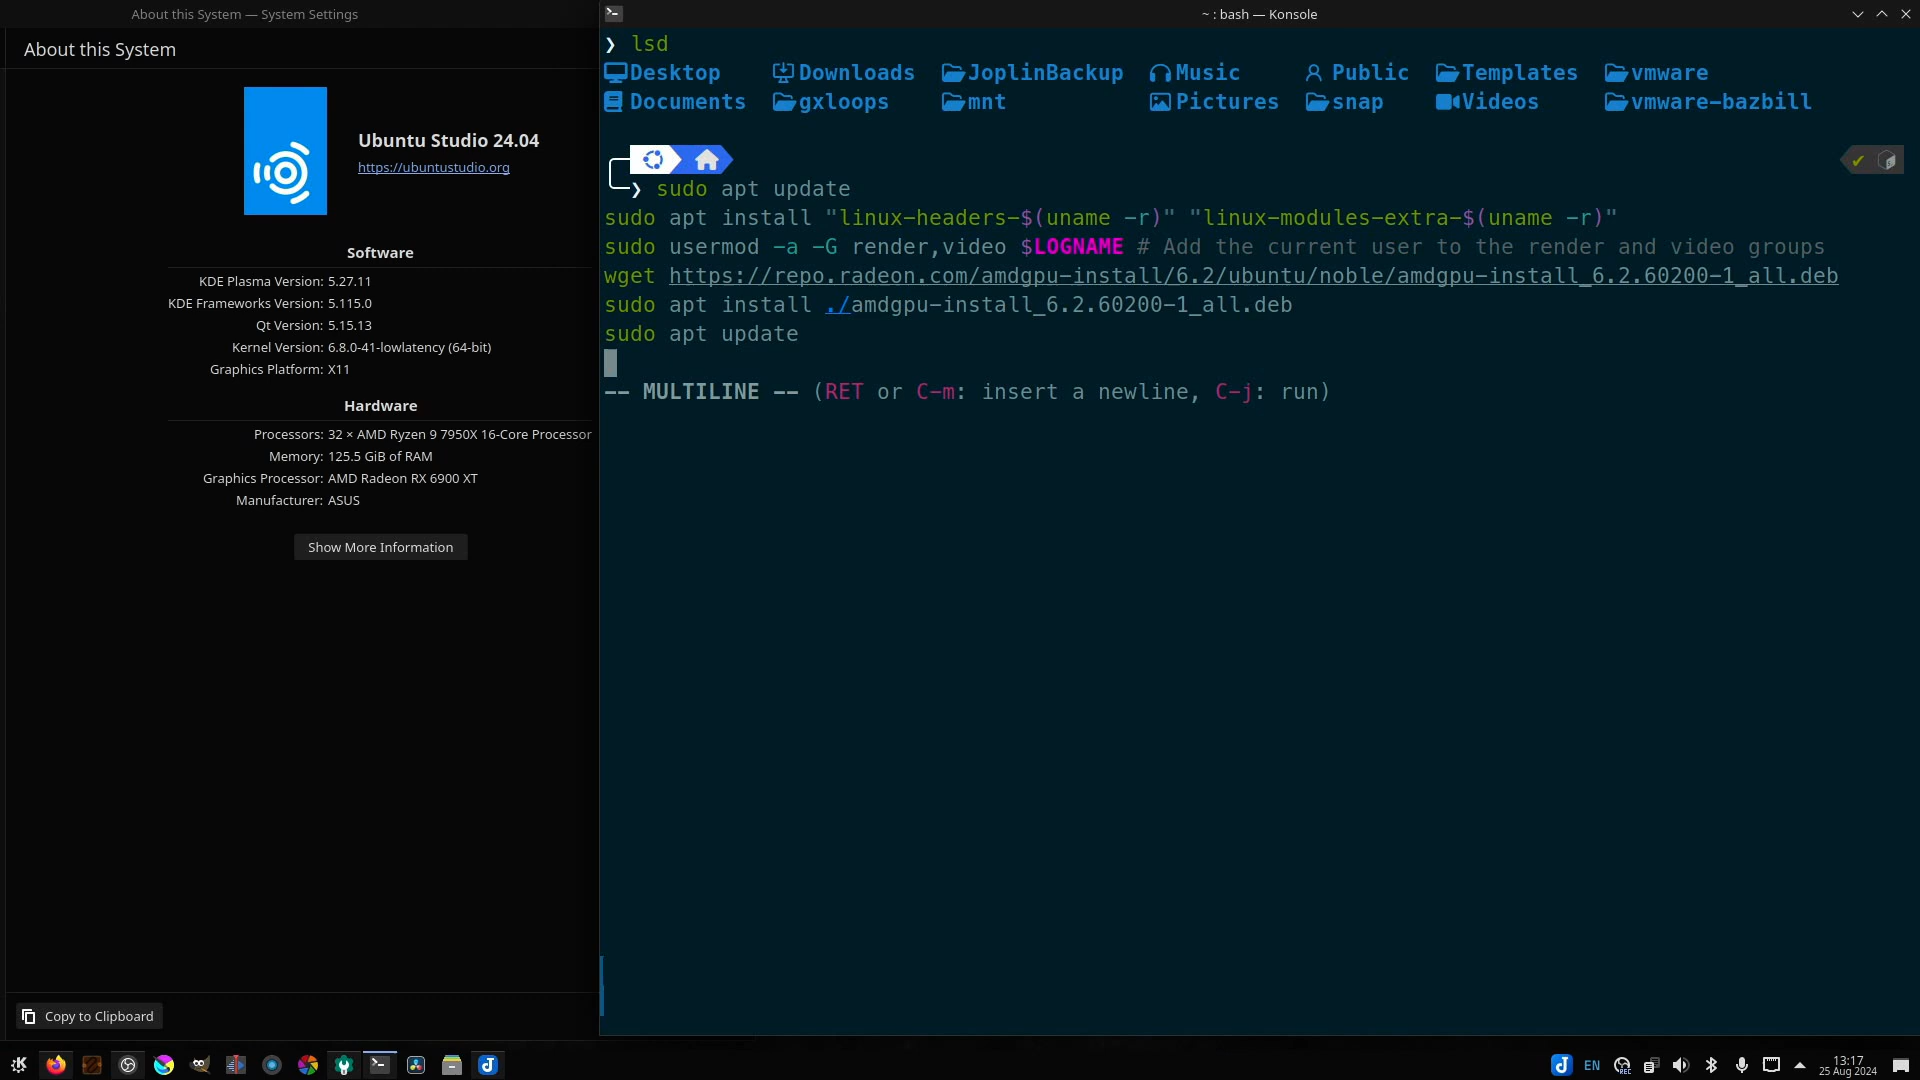 About this System — System Settings
About this System
Ubuntu Studio 24.04
https://ubuntustudio.org
Software
KDE Plasma Version: 5.27.11
KDE Frameworks Version: 5.115.0
Qt Version: 5.15.13
Kernel Version: 6.8.0-41-lowlatency (64-bit)
Graphics Platform: X11
Hardware
Processors: 32 × AMD Ryzen 9 7950X 16-Core Processor
Memory: 125.5 GiB of RAM
Graphics Processor: AMD Radeon RX 6900 XT
Manufacturer: ASUS
Show More Information
Copy to Clipboard
~ : bash — Konsole
❯ lsd
Desktop Downloads JoplinBackup Music Public Templates vmware
Documents gxloops mnt Pictures snap Videos vmware-bazbill
❯ sudo apt update
sudo apt install "linux-headers-$(uname -r)" "linux-modules-extra-$(uname -r)"
sudo usermod -a -G render,video $LOGNAME # Add the current user to the render and video groups
wget https://repo.radeon.com/amdgpu-install/6.2/ubuntu/noble/amdgpu-install_6.2.60200-1_all.deb
sudo apt install ./amdgpu-install_6.2.60200-1_all.deb
sudo apt update
-- MULTILINE -- (RET or C-m: insert a newline, C-j: run)
EN
REC
13:17
25 Aug 2024